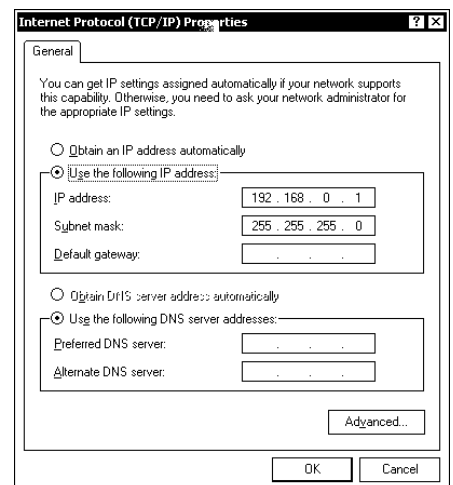 Internet Protocol (TCP/IP) Properties ? X
General
You can get IP settings assigned automatically if your network supports
this capability. Otherwise, you need to ask your network administrator for
the appropriate IP settings.
Obtain an IP address automatically
Use the following IP address:
IP address: 192 . 168 . 0 . 1
Subnet mask: 255 . 255 . 255 . 0
Default gateway: . . .
Obtain DNS server address automatically
Use the following DNS server addresses:
Preferred DNS server: . . .
Alternate DNS server: . . .
Advanced...
OK Cancel